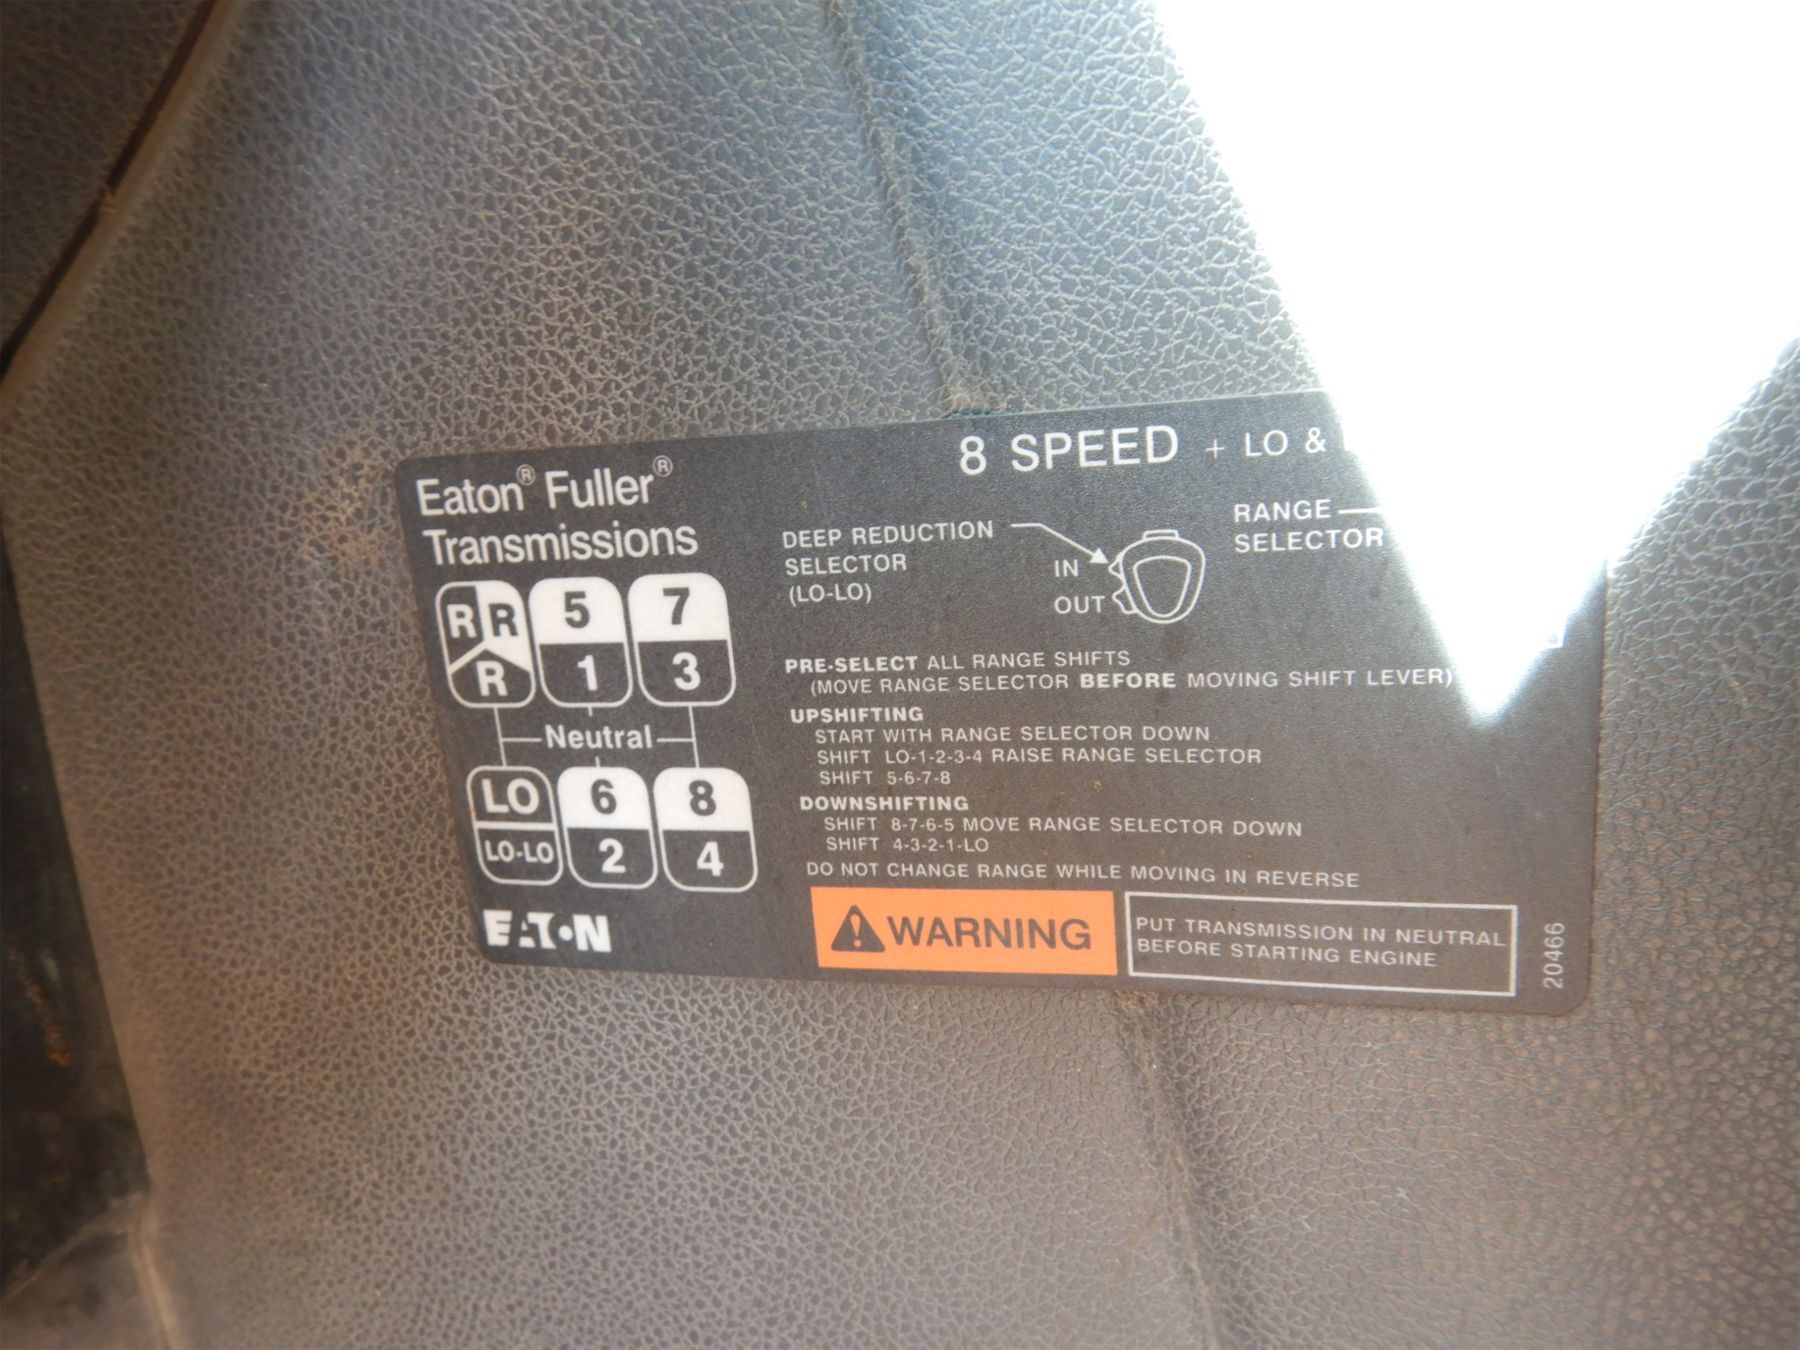 Eaton® Fuller®
Transmissions
R R 5 7
R 1 3
Neutral
LO 6 8
LO-LO 2 4
EATON
8 SPEED + LO &
DEEP REDUCTION
SELECTOR
(LO-LO)
IN
OUT
RANGE
SELECTOR
PRE-SELECT ALL RANGE SHIFTS
(MOVE RANGE SELECTOR BEFORE MOVING SHIFT LEVER)
UPSHIFTING
START WITH RANGE SELECTOR DOWN
SHIFT LO-1-2-3-4 RAISE RANGE SELECTOR
SHIFT 5-6-7-8
DOWNSHIFTING
SHIFT 8-7-6-5 MOVE RANGE SELECTOR DOWN
SHIFT 4-3-2-1-LO
DO NOT CHANGE RANGE WHILE MOVING IN REVERSE
WARNING
PUT TRANSMISSION IN NEUTRAL
BEFORE STARTING ENGINE
20466